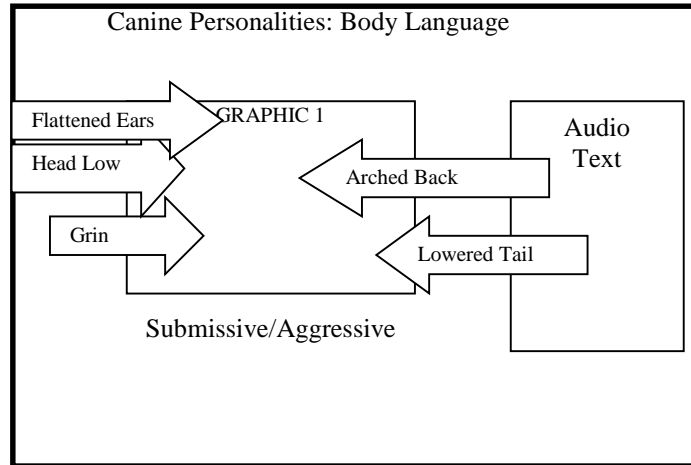 Canine Personalities: Body Language
GRAPHIC 1
Flattened Ears
Head Low
Grin
Arched Back
Lowered Tail
Audio
Text
Submissive/Aggressive